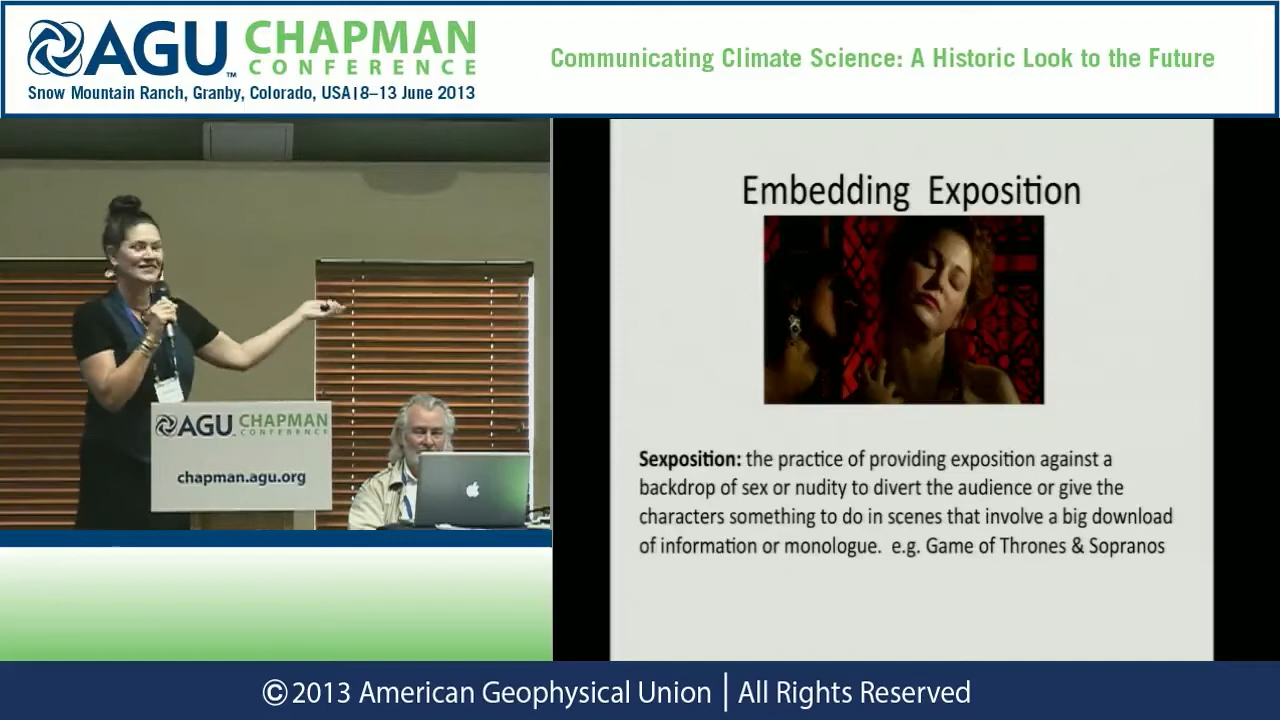 AGU CHAPMAN
CONFERENCE
™
Snow Mountain Ranch, Granby, Colorado, USA|8–13 June 2013
Communicating Climate Science: A Historic Look to the Future
Embedding Exposition
Sexposition: the practice of providing exposition against a
backdrop of sex or nudity to divert the audience or give the
characters something to do in scenes that involve a big download
of information or monologue. e.g. Game of Thrones & Sopranos
AGU CHAPMAN
CONFERENCE
chapman.agu.org
©2013 American Geophysical Union | All Rights Reserved